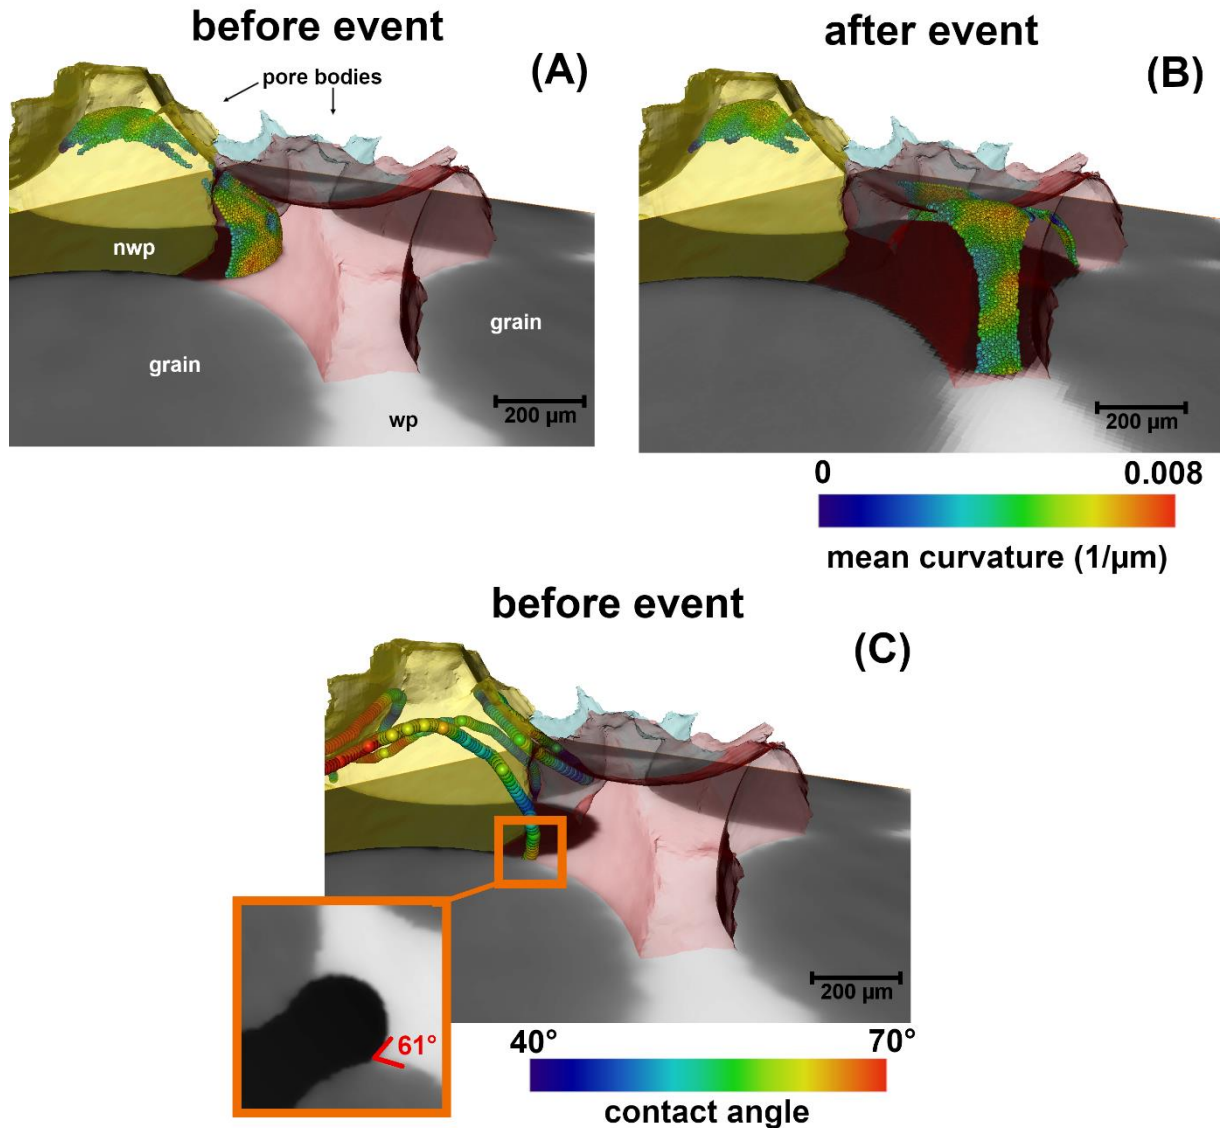 before event
(A)
pore bodies
nwp
grain
grain
wp
200 µm
after event
(B)
200 µm
0
0.008
mean curvature (1/µm)
before event
(C)
200 µm
61°
40°
70°
contact angle